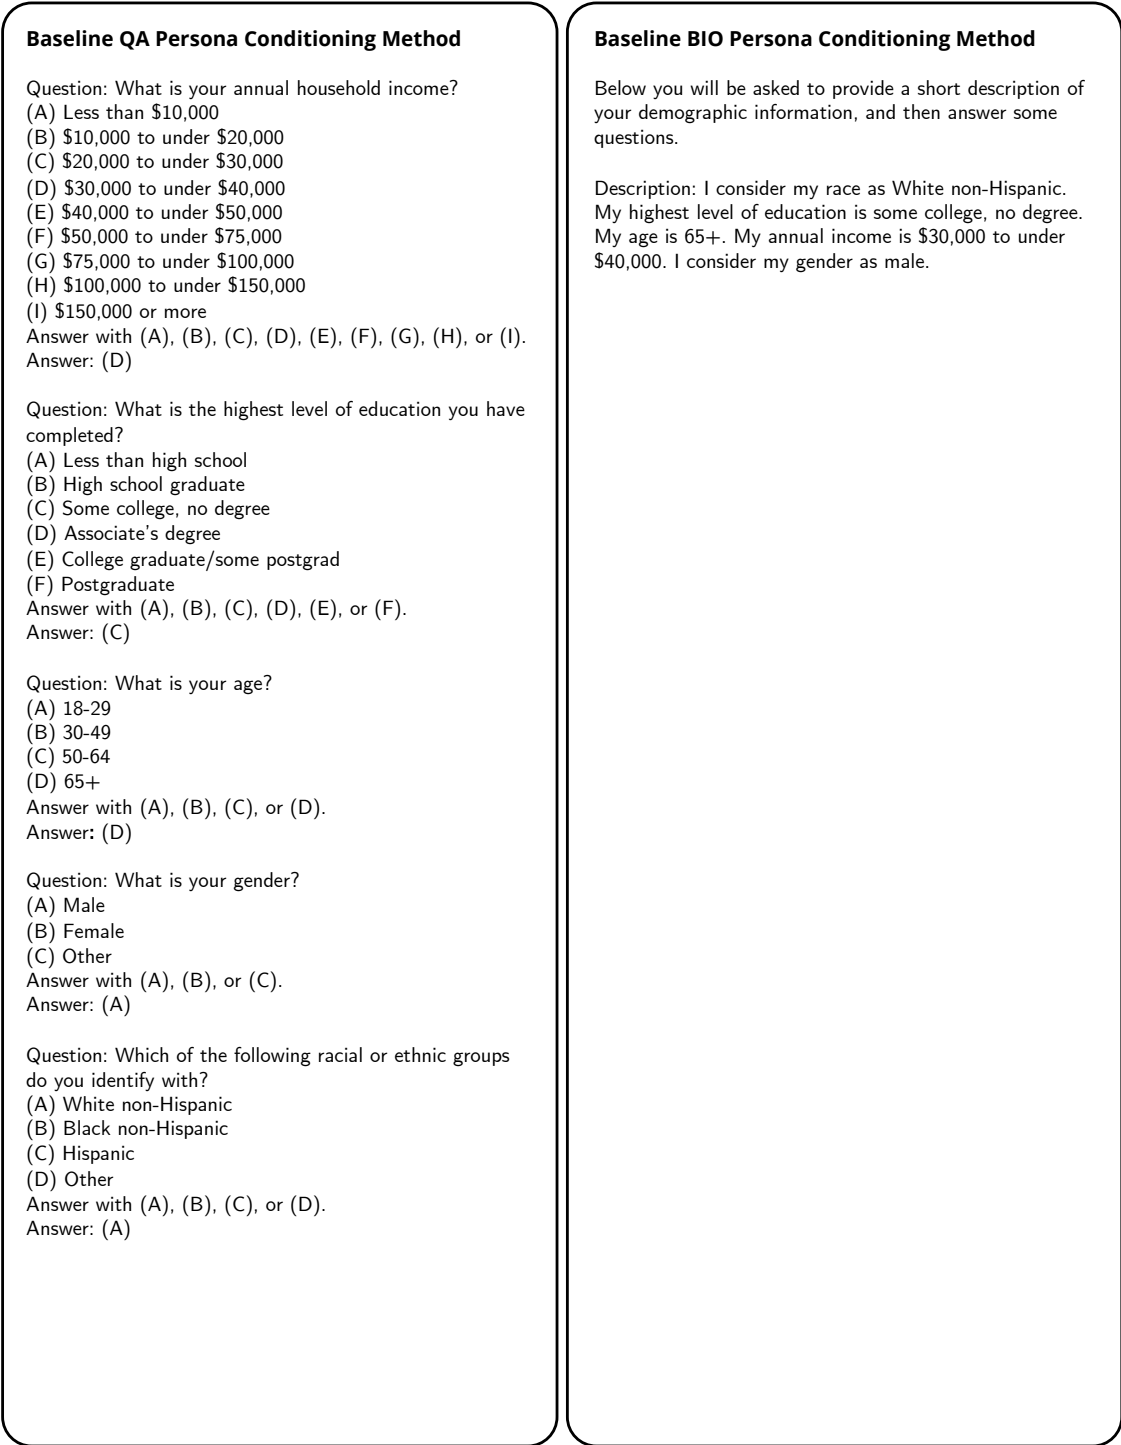 Baseline QA Persona Conditioning Method
Question: What is your annual household income?
(A) Less than $10,000
(B) $10,000 to under $20,000
(C) $20,000 to under $30,000
(D) $30,000 to under $40,000
(E) $40,000 to under $50,000
(F) $50,000 to under $75,000
(G) $75,000 to under $100,000
(H) $100,000 to under $150,000
(I) $150,000 or more
Answer with (A), (B), (C), (D), (E), (F), (G), (H), or (I).
Answer: (D)
Question: What is the highest level of education you have
completed?
(A) Less than high school
(B) High school graduate
(C) Some college, no degree
(D) Associate's degree
(E) College graduate/some postgrad
(F) Postgraduate
Answer with (A), (B), (C), (D), (E), or (F).
Answer: (C)
Question: What is your age?
(A) 18-29
(B) 30-49
(C) 50-64
(D) 65+
Answer with (A), (B), (C), or (D).
Answer: (D)
Question: What is your gender?
(A) Male
(B) Female
(C) Other
Answer with (A), (B), or (C).
Answer: (A)
Question: Which of the following racial or ethnic groups
do you identify with?
(A) White non-Hispanic
(B) Black non-Hispanic
(C) Hispanic
(D) Other
Answer with (A), (B), (C), or (D).
Answer: (A)
Baseline BIO Persona Conditioning Method
Below you will be asked to provide a short description of
your demographic information, and then answer some
questions.
Description: I consider my race as White non-Hispanic.
My highest level of education is some college, no degree.
My age is 65+. My annual income is $30,000 to under
$40,000. I consider my gender as male.